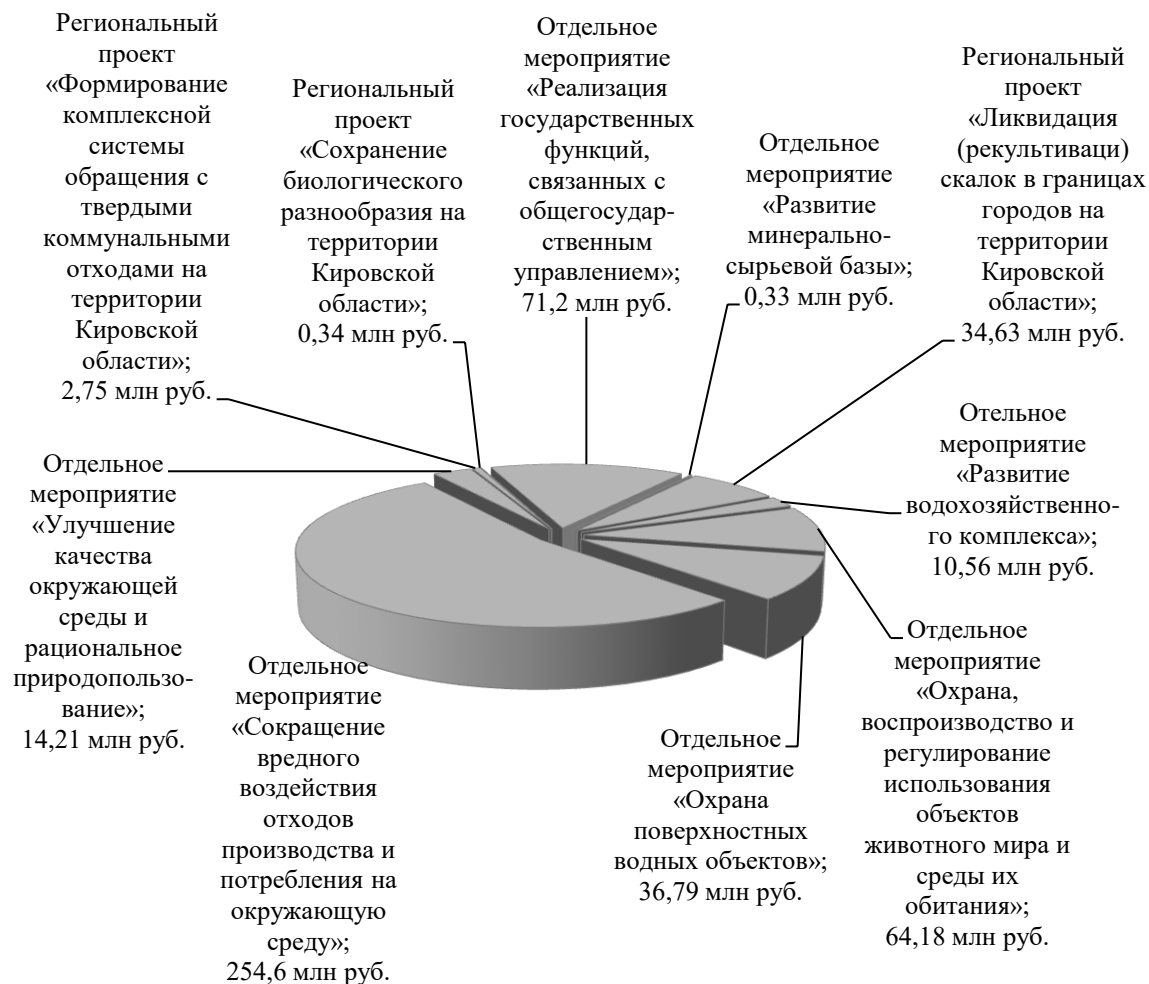 Региональный
проект
«Формирование
комплексной
системы
обращения с
твердыми
коммунальными
отходами на
территории
Кировской
области»;
2,75 млн руб.
Региональный
проект
«Сохранение
биологического
разнообразия на
территории
Кировской
области»;
0,34 млн руб.
Отдельное
мероприятие
«Реализация
государственных
функций,
связанных с
общегосудар-
ственным
управлением»;
71,2 млн руб.
Отдельное
мероприятие
«Развитие
минерально-
сырьевой базы»;
0,33 млн руб.
Региональный
проект
«Ликвидация
(рекультиваци)
скалок в границах
городов на
территории
Кировской
области»;
34,63 млн руб.
Отельное
мероприятие
«Развитие
водохозяйственно-
го комплекса»;
10,56 млн руб.
Отдельное
мероприятие
«Охрана,
воспроизводство и
регулирование
использования
объектов
животного мира и
среды их
обитания»;
64,18 млн руб.
Отдельное
мероприятие
«Охрана
поверхностных
водных объектов»;
36,79 млн руб.
Отдельное
мероприятие
«Сокращение
вредного
воздействия
отходов
производства и
потребления на
окружающую
среду»;
254,6 млн руб.
Отдельное
мероприятие
«Улучшение
качества
окружающей
среды и
рациональное
природопользо-
вание»;
14,21 млн руб.